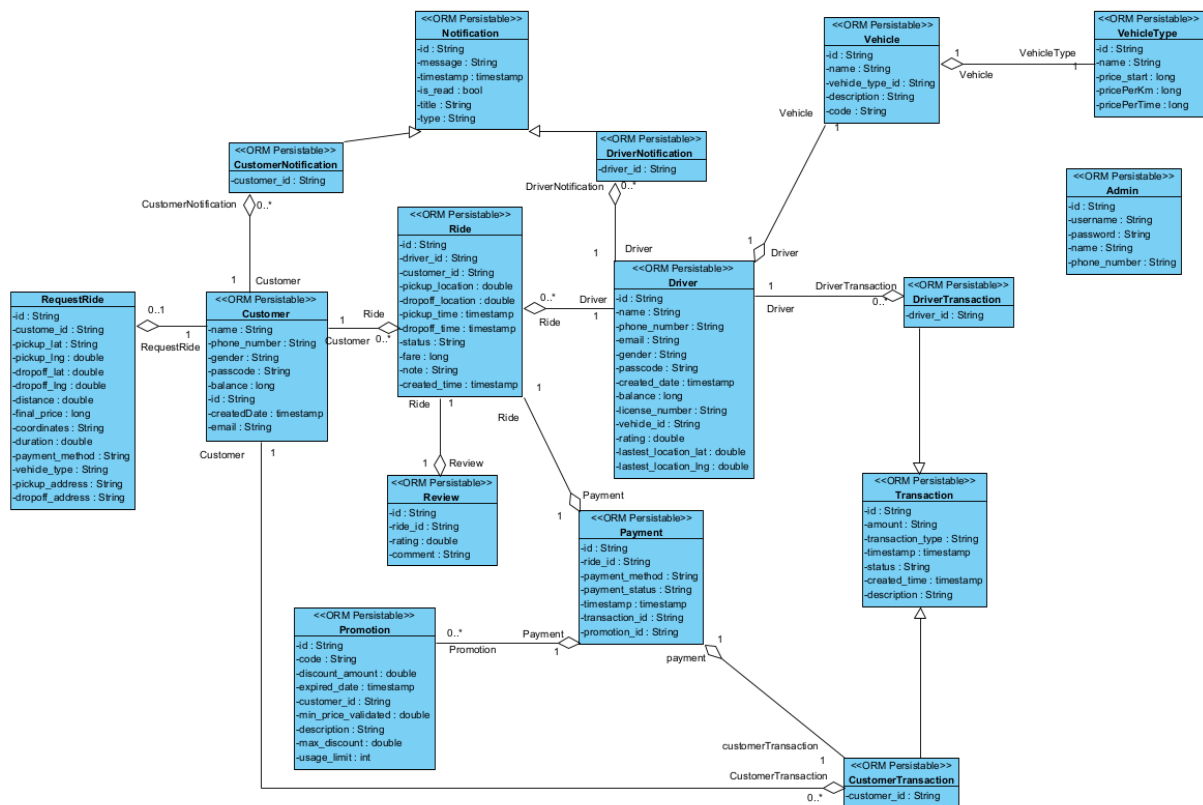 <<ORM Persistable>>
Notification
-id : String
-message : String
-timestamp : timestamp
-is_read : bool
-title : String
-type : String
<<ORM Persistable>>
Vehicle
-id : String
-name : String
-vehicle_type_id : String
-description : String
-code : String
1
Vehicle
VehicleType
1
<<ORM Persistable>>
VehicleType
-id : String
-name : String
-price_start : long
-pricePerKm : long
-pricePerTime : long
<<ORM Persistable>>
CustomerNotification
-customer_id : String
<<ORM Persistable>>
DriverNotification
-driver_id : String
Vehicle
1
<<ORM Persistable>>
Admin
-id : String
-username : String
-password : String
-name : String
-phone_number : String
CustomerNotification
0..*
1
Customer
DriverNotification
0..*
1
Driver
1
Driver
<<ORM Persistable>>
Ride
-id : String
-driver_id : String
-customer_id : String
-pickup_location : double
-dropoff_location : double
-pickup_time : timestamp
-dropoff_time : timestamp
-status : String
-fare : long
-note : String
-created_time : timestamp
RequestRide
-id : String
-custome_id : String
-pickup_lat : String
-pickup_lng : double
-dropoff_lat : double
-dropoff_lng : double
-distance : double
-final_price : long
-coordinates : String
-duration : double
-payment_method : String
-vehicle_type : String
-pickup_address : String
-dropoff_address : String
0..1
RequestRide
1
<<ORM Persistable>>
Customer
-name : String
-phone_number : String
-gender : String
-passcode : String
-balance : long
-id : String
-createdDate : timestamp
-email : String
1
Customer
Ride
0..*
0..*
Ride
Driver
1
<<ORM Persistable>>
Driver
-id : String
-name : String
-phone_number : String
-email : String
-gender : String
-passcode : String
-created_date : timestamp
-balance : long
-license_number : String
-vehicle_id : String
-rating : double
-lastest_location_lat : double
-lastest_location_lng : double
1
Driver
DriverTransaction
0..*
<<ORM Persistable>>
DriverTransaction
-driver_id : String
Ride
1
1
Review
1
Ride
Payment
1
<<ORM Persistable>>
Review
-id : String
-ride_id : String
-rating : double
-comment : String
<<ORM Persistable>>
Transaction
-id : String
-amount : String
-transaction_type : String
-timestamp : timestamp
-status : String
-created_time : timestamp
-description : String
<<ORM Persistable>>
Payment
-id : String
-ride_id : String
-payment_method : String
-payment_status : String
-timestamp : timestamp
-transaction_id : String
-promotion_id : String
Customer
1
<<ORM Persistable>>
Promotion
-id : String
-code : String
-discount_amount : double
-expired_date : timestamp
-customer_id : String
-min_price_validated : double
-description : String
-max_discount : double
-usage_limit : int
0..*
Promotion
Payment
1
1
payment
customerTransaction
1
CustomerTransaction
0..*
<<ORM Persistable>>
CustomerTransaction
-customer_id : String